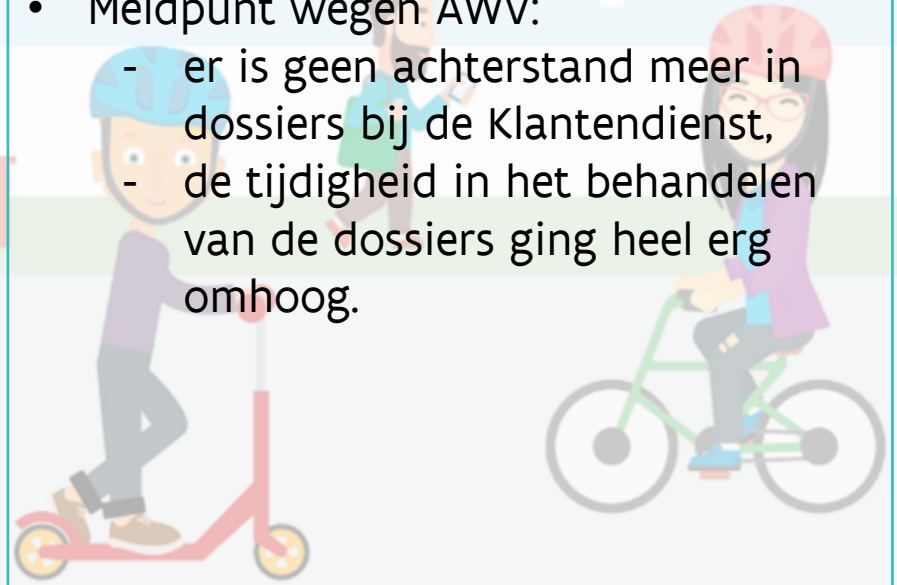 • Meldpunt wegen AWV:
- er is geen achterstand meer in
dossiers bij de Klantendienst,
- de tijdigheid in het behandelen
van de dossiers ging heel erg
omhoog.